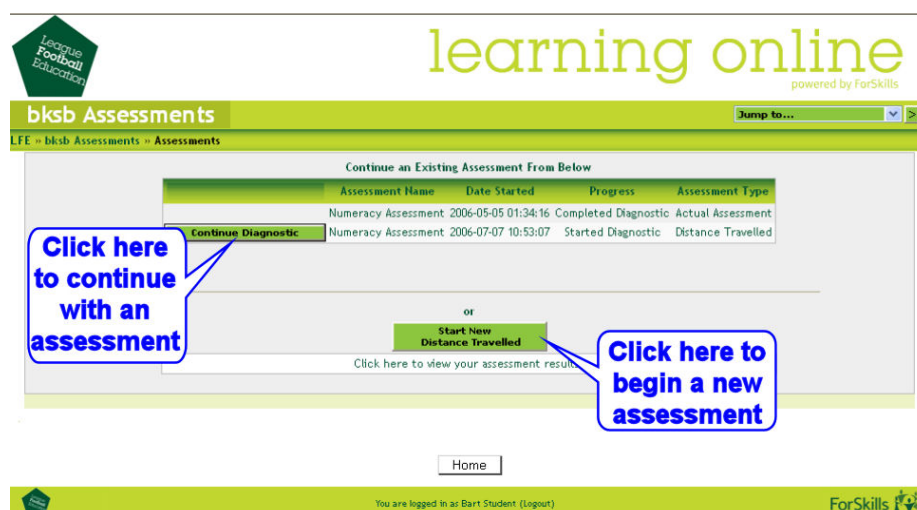 League
Football
Education
learning online
powered by ForSkills
bksb Assessments
Jump to...
>
LFE » bksb Assessments » Assessments
Continue an Existing Assessment From Below
Assessment Name Date Started Progress Assessment Type
Numeracy Assessment 2006-05-05 01:34:16 Completed Diagnostic Actual Assessment
Continue Diagnostic Numeracy Assessment 2006-07-07 10:53:07 Started Diagnostic Distance Travelled
Click here
to continue
with an
assessment
or
Start New
Distance Travelled
Click here to view your assessment
Click here to
begin a new
assessment
Home
You are logged in as Bart Student (Logout)
ForSkills